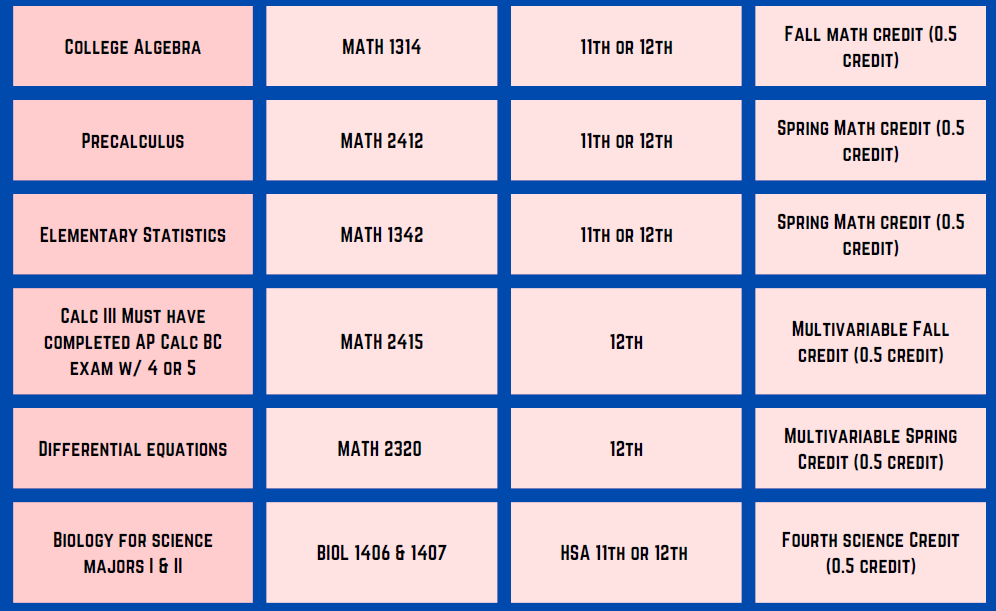 College Algebra
MATH 1314
11th or 12th
Fall math credit (0.5
credit)
Precalculus
MATH 2412
11th or 12th
Spring Math credit (0.5
credit)
Elementary Statistics
MATH 1342
11th or 12th
Spring Math credit (0.5
credit)
Calc III Must have
completed AP Calc BC
exam w/ 4 or 5
MATH 2415
12th
Multivariable Fall
credit (0.5 credit)
Differential equations
MATH 2320
12th
Multivariable Spring
Credit (0.5 credit)
Biology for science
majors I & II
BIOL 1406 & 1407
HSA 11th or 12th
Fourth science Credit
(0.5 credit)